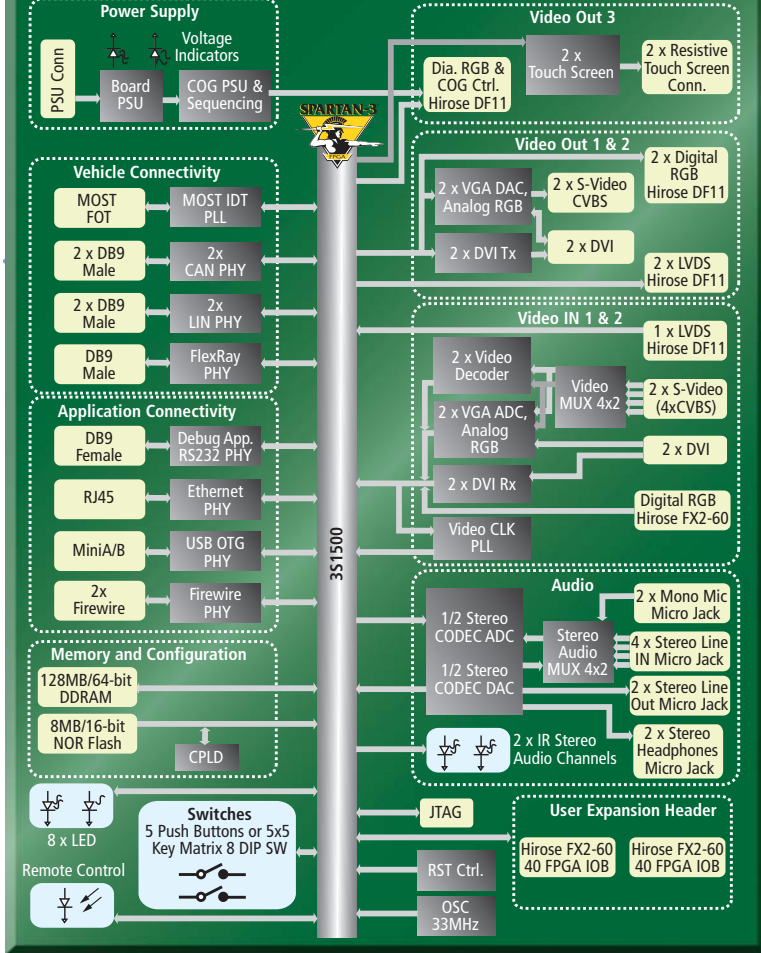 Power Supply
Voltage
Indicators
PSU Conn
Board
PSU
COG PSU &
Sequencing
SPARTAN-3
FPGA
3S1500
Vehicle Connectivity
MOST
FOT
MOST IDT
PLL
2 x DB9
Male
2x
CAN PHY
2 x DB9
Male
2x
LIN PHY
DB9
Male
FlexRay
PHY
Application Connectivity
DB9
Female
Debug App.
RS232 PHY
RJ45
Ethernet
PHY
MiniA/B
USB OTG
PHY
2x
Firewire
Firewire
PHY
Memory and Configuration
128MB/64-bit
DDRAM
8MB/16-bit
NOR Flash
CPLD
8 x LED
Switches
5 Push Buttons or 5x5
Key Matrix 8 DIP SW
Remote Control
Video Out 3
Dia. RGB &
COG Ctrl.
Hirose DF11
2 x
Touch Screen
2 x Resistive
Touch Screen
Conn.
Video Out 1 & 2
2 x VGA DAC,
Analog RGB
2 x S-Video
CVBS
2 x Digital
RGB
Hirose DF11
2 x DVI Tx
2 x DVI
2 x LVDS
Hirose DF11
Video IN 1 & 2
1 x LVDS
Hirose DF11
2 x Video
Decoder
Video
MUX 4x2
2 x S-Video
(4xCVBS)
2 x VGA ADC,
Analog
RGB
2 x DVI
2 x DVI Rx
Digital RGB
Hirose FX2-60
Video CLK
PLL
Audio
2 x Mono Mic
Micro Jack
1/2 Stereo
CODEC ADC
Stereo
Audio
MUX 4x2
4 x Stereo Line
IN Micro Jack
1/2 Stereo
CODEC DAC
2 x Stereo Line
Out Micro Jack
2 x IR Stereo
Audio Channels
2 x Stereo
Headphones
Micro Jack
JTAG
User Expansion Header
Hirose FX2-60
40 FPGA IOB
Hirose FX2-60
40 FPGA IOB
RST Ctrl.
OSC
33MHz